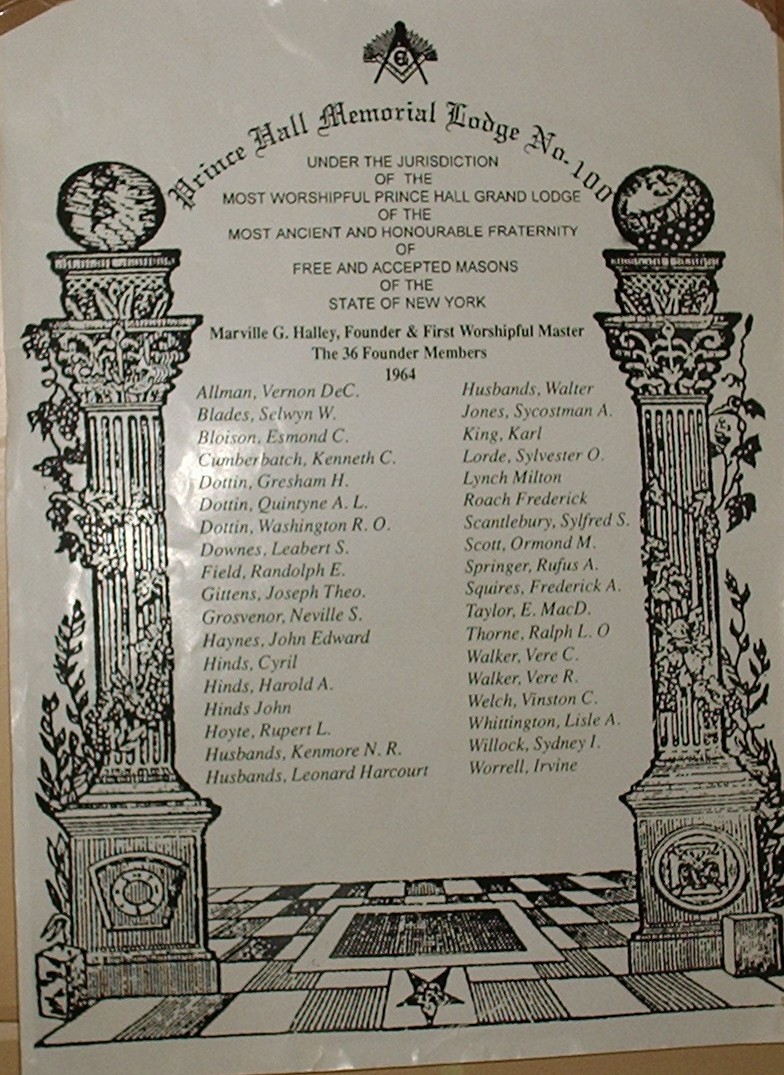 G
Prince Hall Memorial Lodge No. 100
UNDER THE JURISDICTION
OF THE
MOST WORSHIPFUL PRINCE HALL GRAND LODGE
OF THE
MOST ANCIENT AND HONOURABLE FRATERNITY
OF
FREE AND ACCEPTED MASONS
OF THE
STATE OF NEW YORK
Marville G. Halley, Founder & First Worshipful Master
The 36 Founder Members
1964
Allman, Vernon DeC.
Blades, Selwyn W.
Bloison, Esmond C.
Cumberbatch, Kenneth C.
Dottin, Gresham H.
Dottin, Quintyne A. L.
Dottin, Washington R. O.
Downes, Leabert S.
Field, Randolph E.
Gittens, Joseph Theo.
Grosvenor, Neville S.
Haynes, John Edward
Hinds, Cyril
Hinds, Harold A.
Hinds John
Hoyte, Rupert L.
Husbands, Kenmore N. R.
Husbands, Leonard Harcourt
Husbands, Walter
Jones, Sycostman A.
King, Karl
Lorde, Sylvester O.
Lynch Milton
Roach Frederick
Scantlebury, Sylfred S.
Scott, Ormond M.
Springer, Rufus A.
Squires, Frederick A.
Taylor, E. MacD.
Thorne, Ralph L. O
Walker, Vere C.
Walker, Vere R.
Welch, Vinston C.
Whittington, Lisle A.
Willock, Sydney I.
Worrell, Irvine